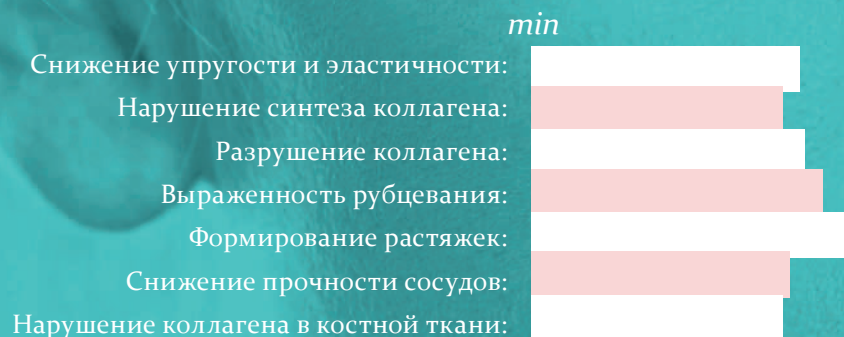 min
Снижение упругости и эластичности:
Нарушение синтеза коллагена:
Разрушение коллагена:
Выраженность рубцевания:
Формирование растяжек:
Снижение прочности сосудов:
Нарушение коллагена в костной ткани: